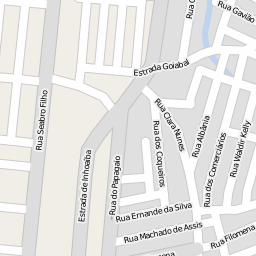 Rua Gavião
Estrada Goiabal
Rua Seabro Filho
Rua Clara Nunes
Rua Albânia
Rua Waldir Kelly
Rua dos Coqueiros
Rua dos Comerciários
Estrada de Inhoaíba
Rua do Papagaio
Rua Ernande da Silva
Rua Machado de Assis
Rua Filomena